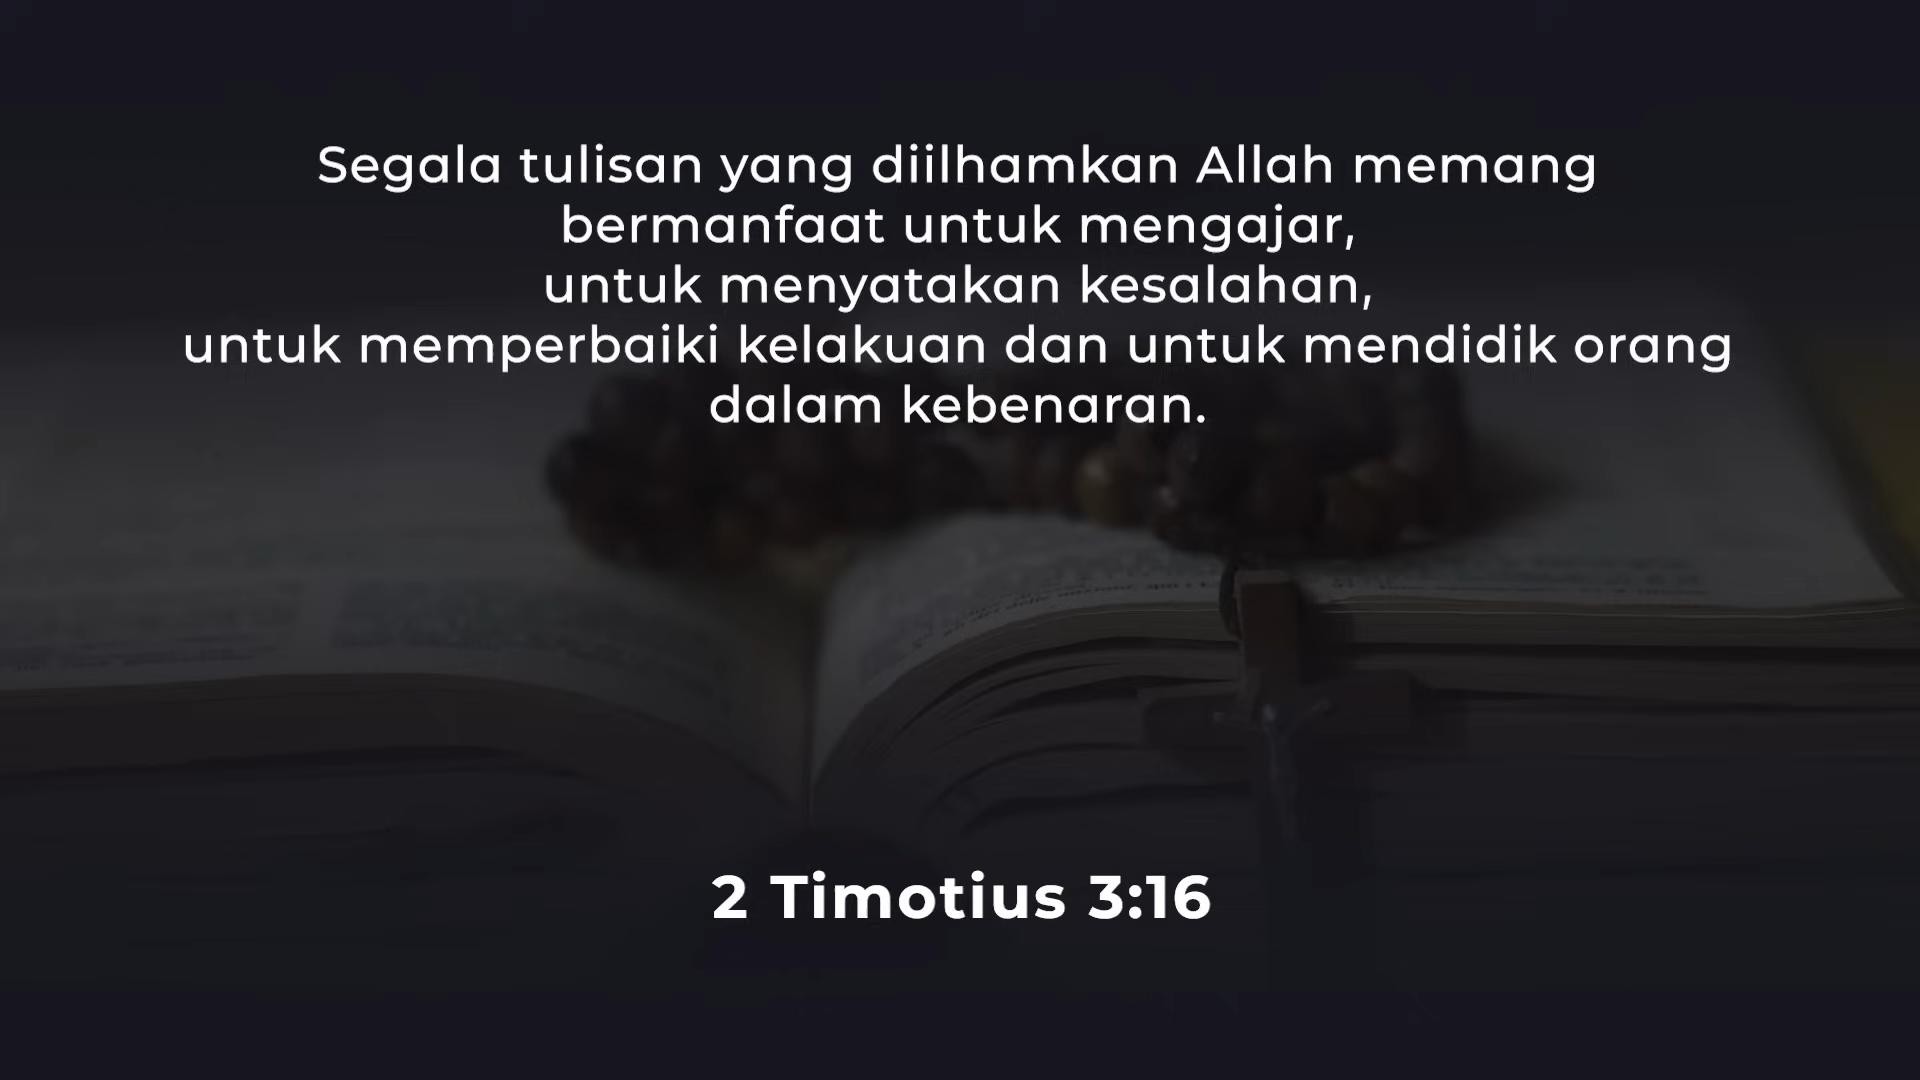 Segala tulisan yang diilhamkan Allah memang
bermanfaat untuk mengajar,
untuk menyatakan kesalahan,
untuk memperbaiki kelakuan dan untuk mendidik orang
dalam kebenaran.
2 Timotius 3:16